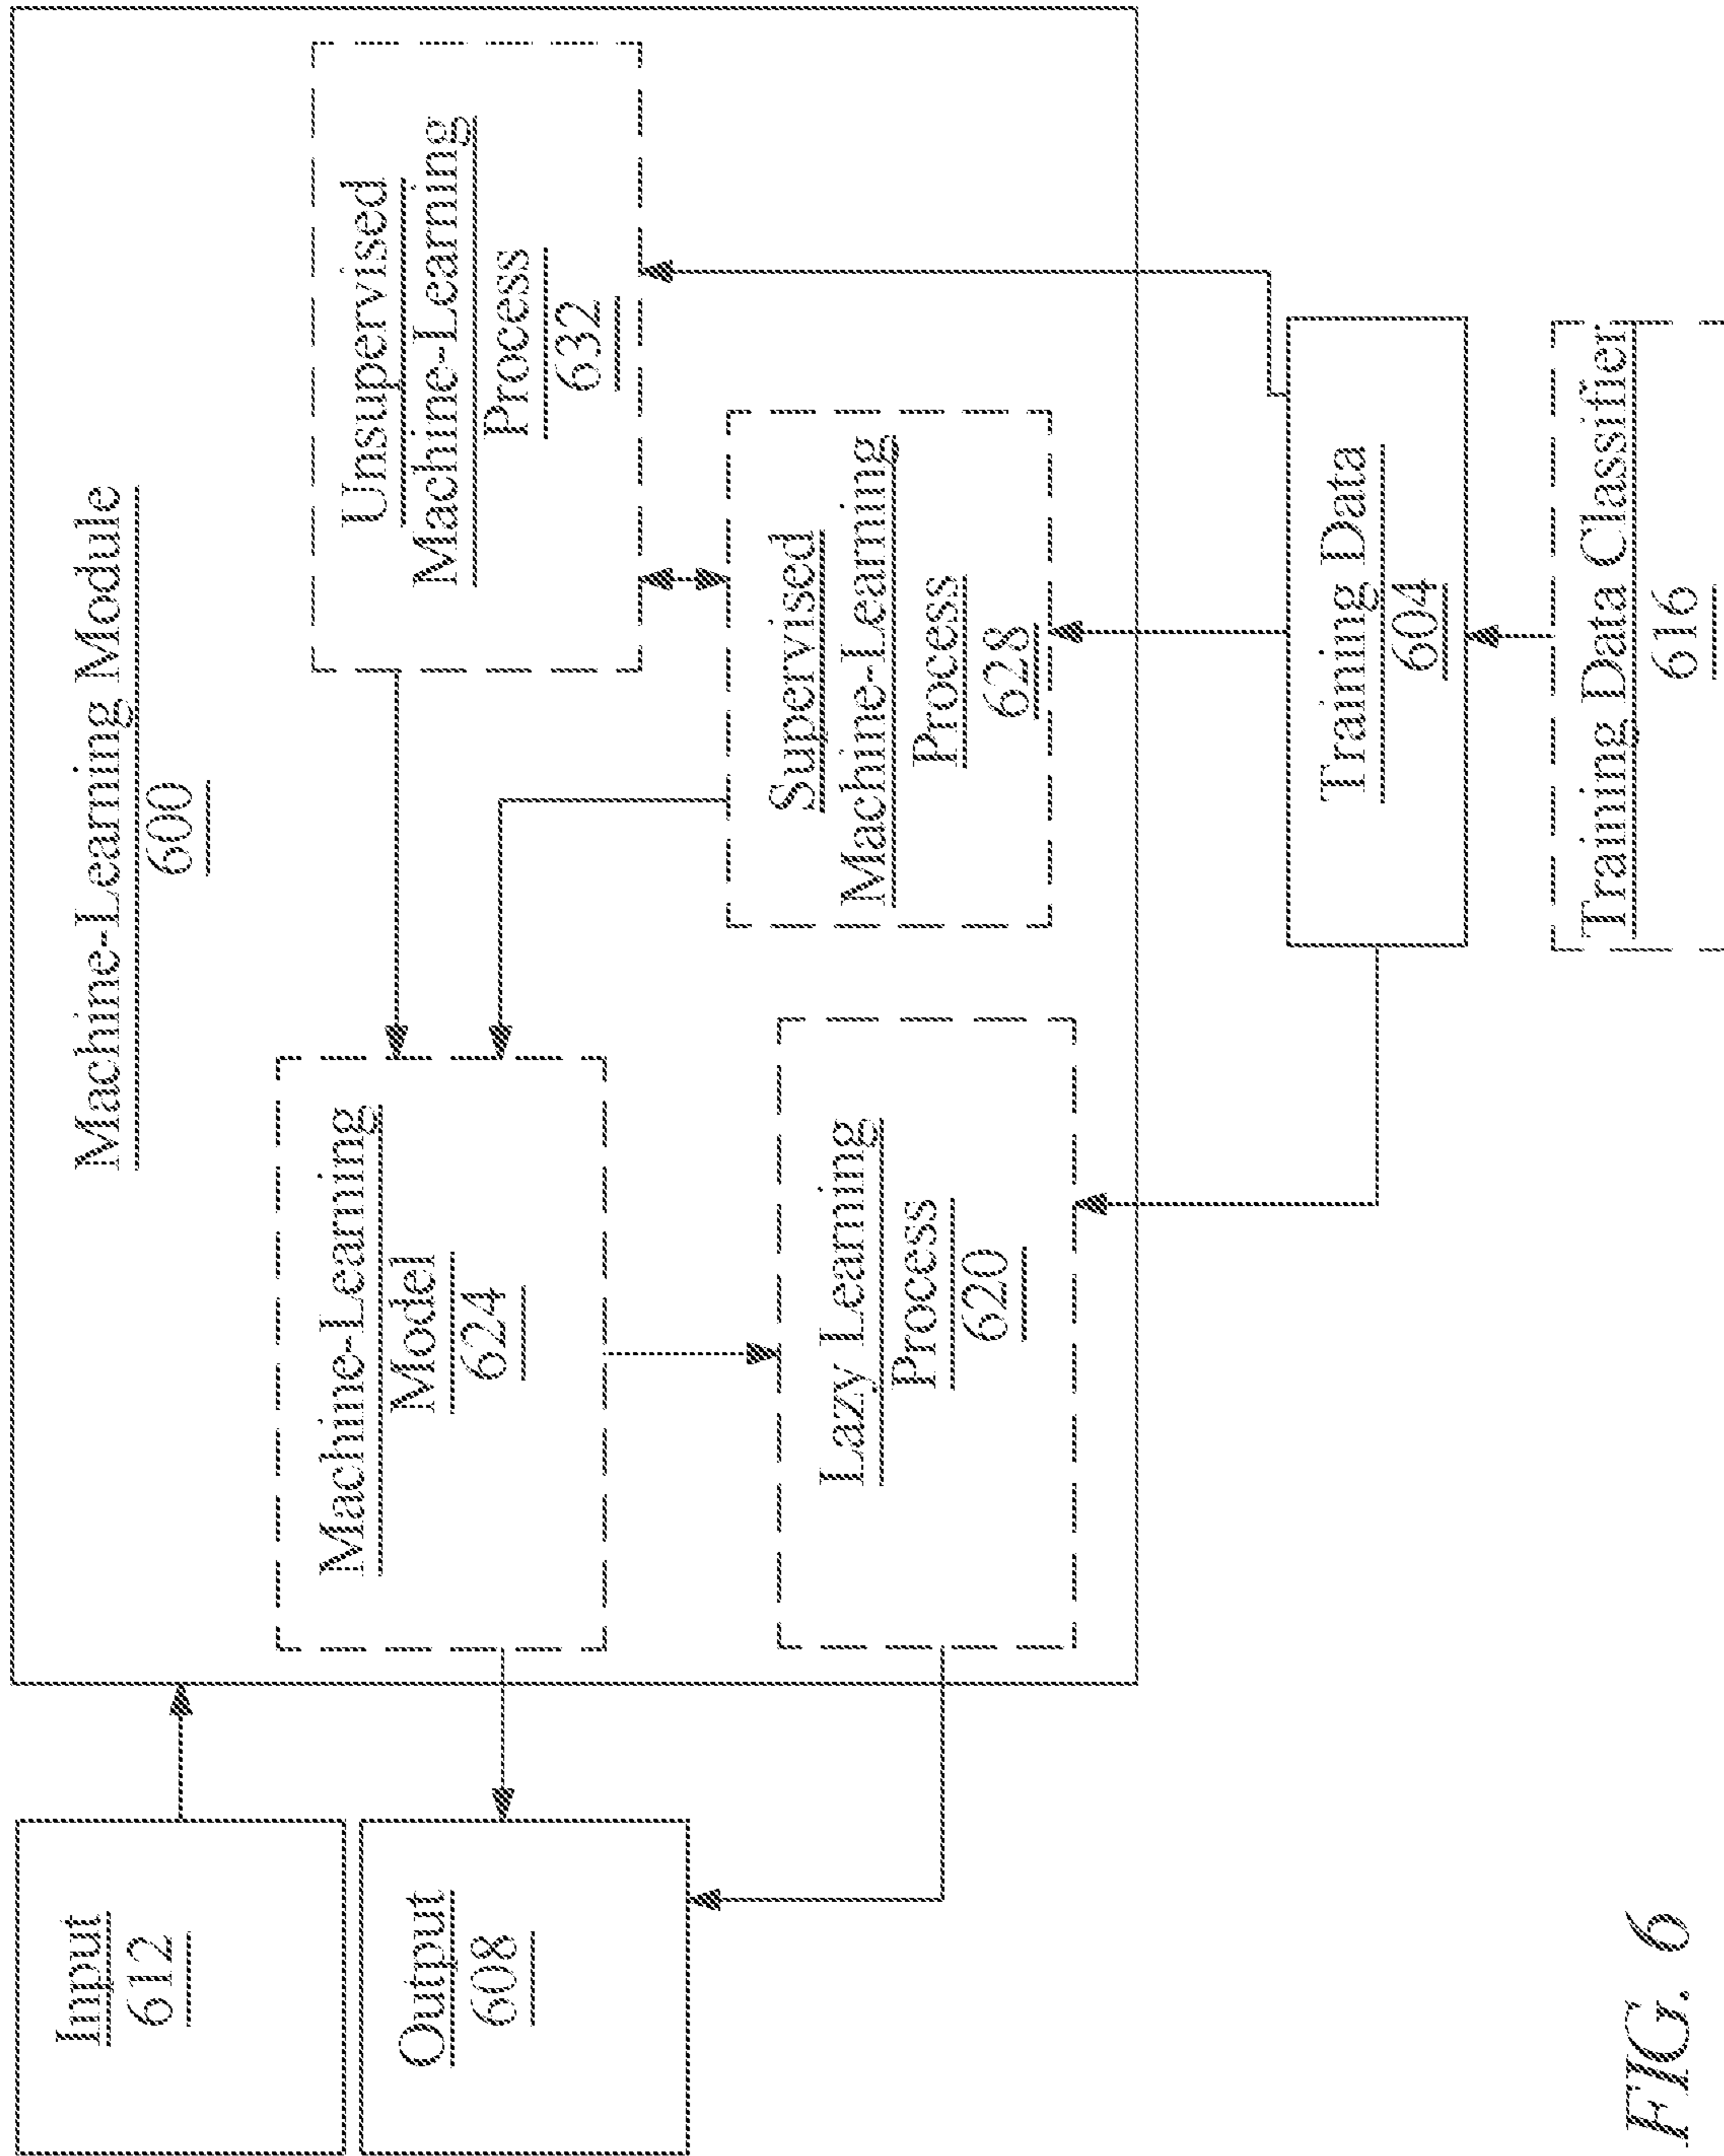 Input
612
Machine-Learning Module
600
Output
608
Machine-Learning
Model
624
Unsupervised
Machine-Learning
Process
632
Lazy Learning
Process
620
Supervised
Machine-Learning
Process
628
Training Data
604
Training Data Classifier
616
FIG. 6